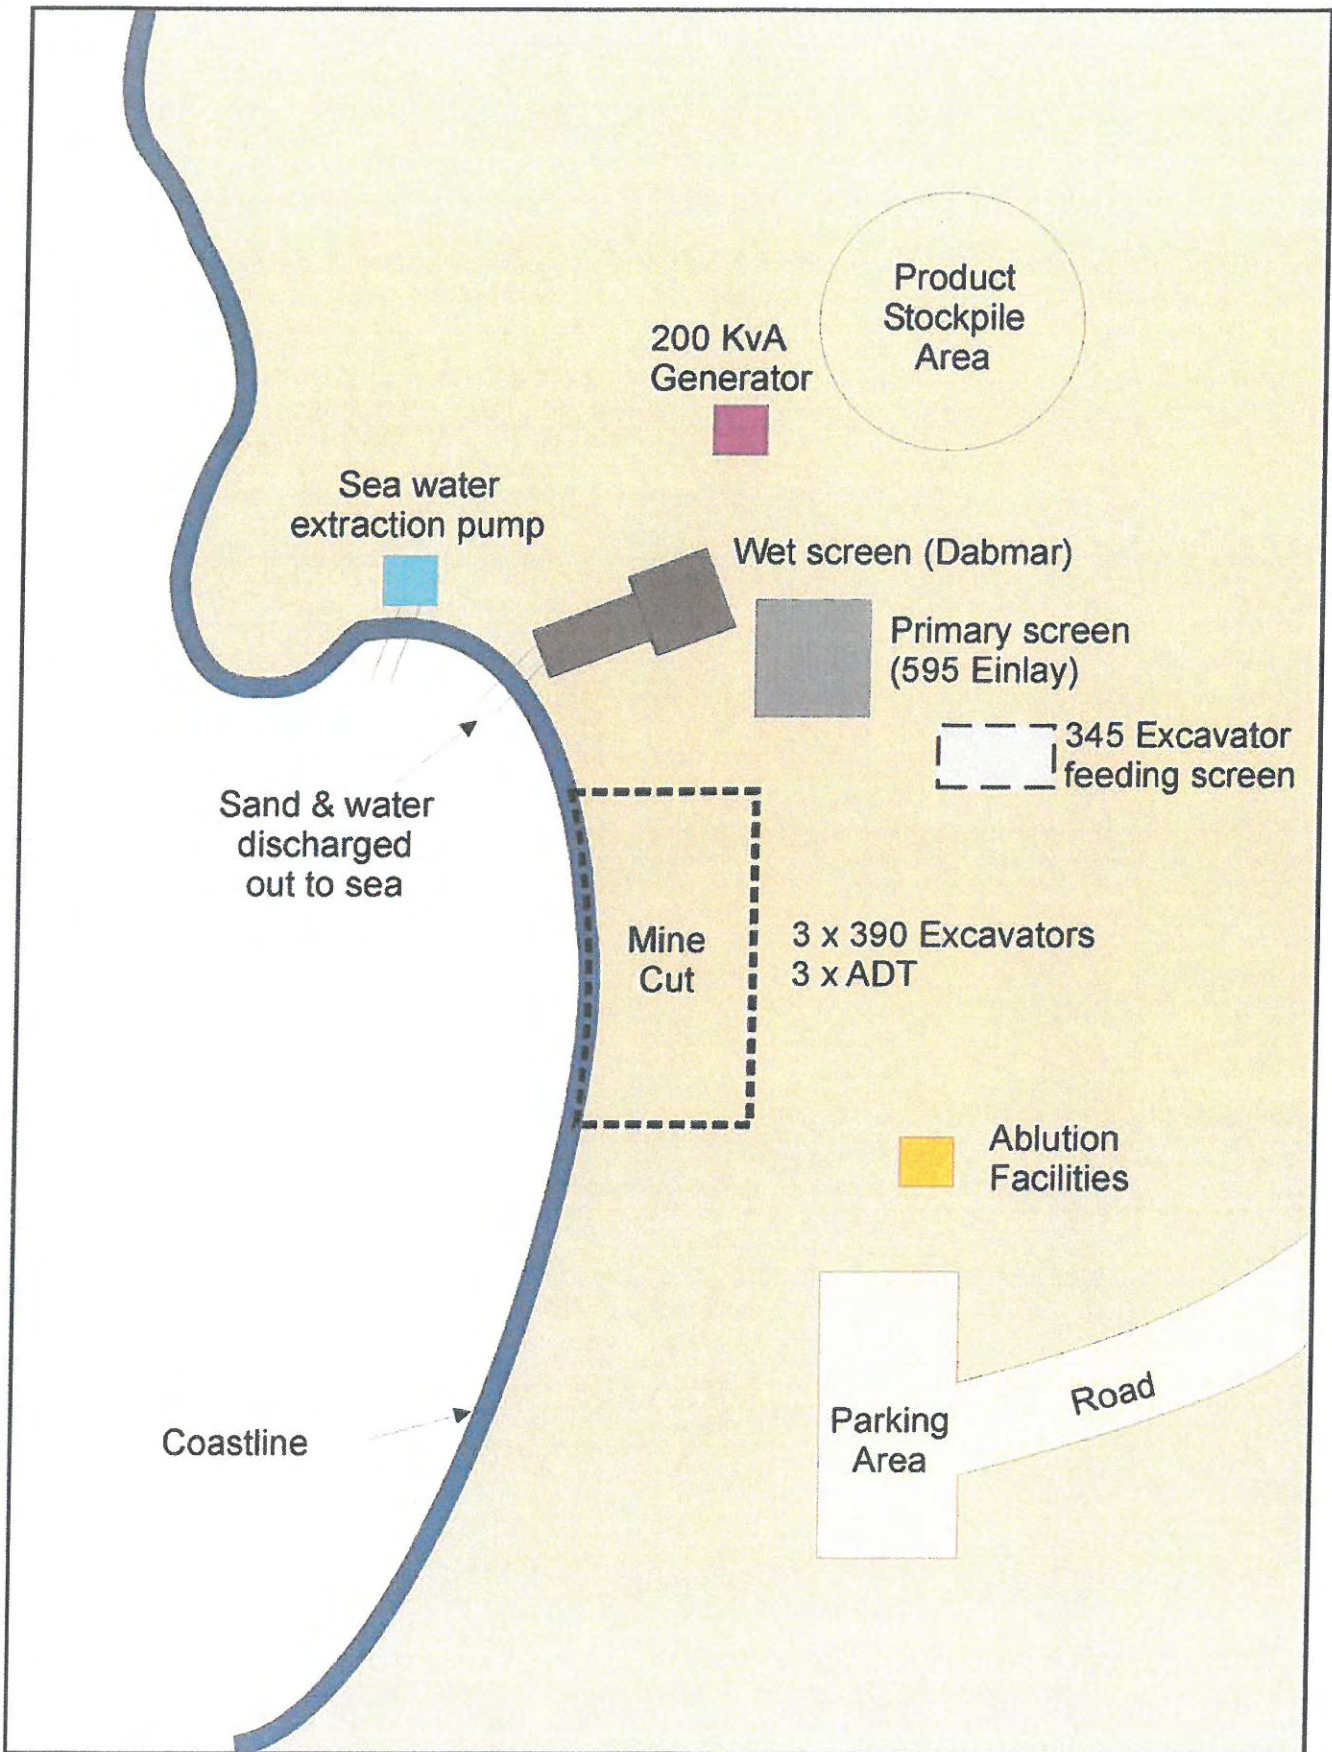 Product
Stockpile
Area
200 KvA
Generator
Sea water
extraction pump
Wet screen (Dabmar)
Primary screen
(595 Einlay)
345 Excavator
feeding screen
Sand & water
discharged
out to sea
Mine
Cut
3 x 390 Excavators
3 x ADT
Ablution
Facilities
Road
Parking
Area
Coastline